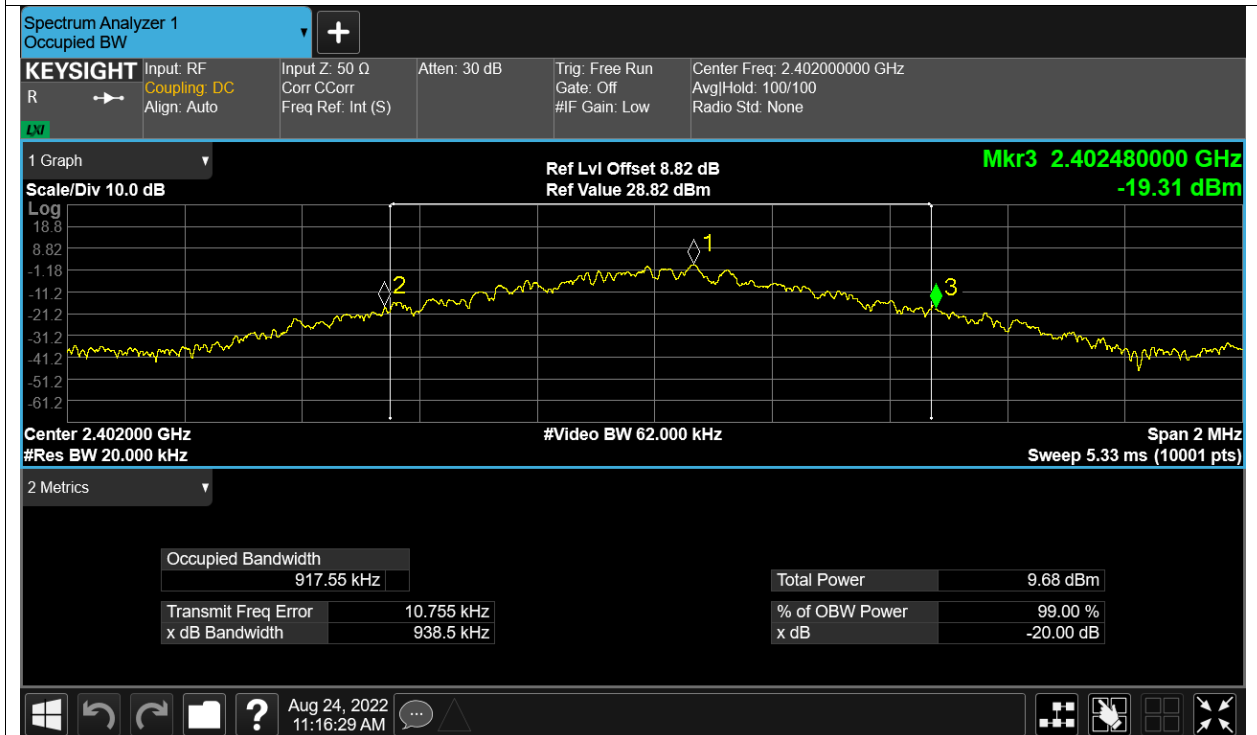 Spectrum Analyzer 1
Occupied BW
+
KEYSIGHT
R
LXI
Input: RF
Coupling: DC
Align: Auto
Input Z: 50 Ω
Corr CCorr
Freq Ref: Int (S)
Atten: 30 dB
Trig: Free Run
Gate: Off
#IF Gain: Low
Center Freq: 2.402000000 GHz
Avg|Hold: 100/100
Radio Std: None
1 Graph
Scale/Div 10.0 dB
Ref Lvl Offset 8.82 dB
Ref Value 28.82 dBm
Mkr3 2.402480000 GHz
-19.31 dBm
Log
18.8
8.82
-1.18
-11.2
-21.2
-31.2
-41.2
-51.2
-61.2
1
2
3
Center 2.402000 GHz
#Res BW 20.000 kHz
#Video BW 62.000 kHz
Span 2 MHz
Sweep 5.33 ms (10001 pts)
2 Metrics
Occupied Bandwidth
917.55 kHz
Transmit Freq Error 10.755 kHz
x dB Bandwidth 938.5 kHz
Total Power 9.68 dBm
% of OBW Power 99.00 %
x dB -20.00 dB
?
Aug 24, 2022
11:16:29 AM